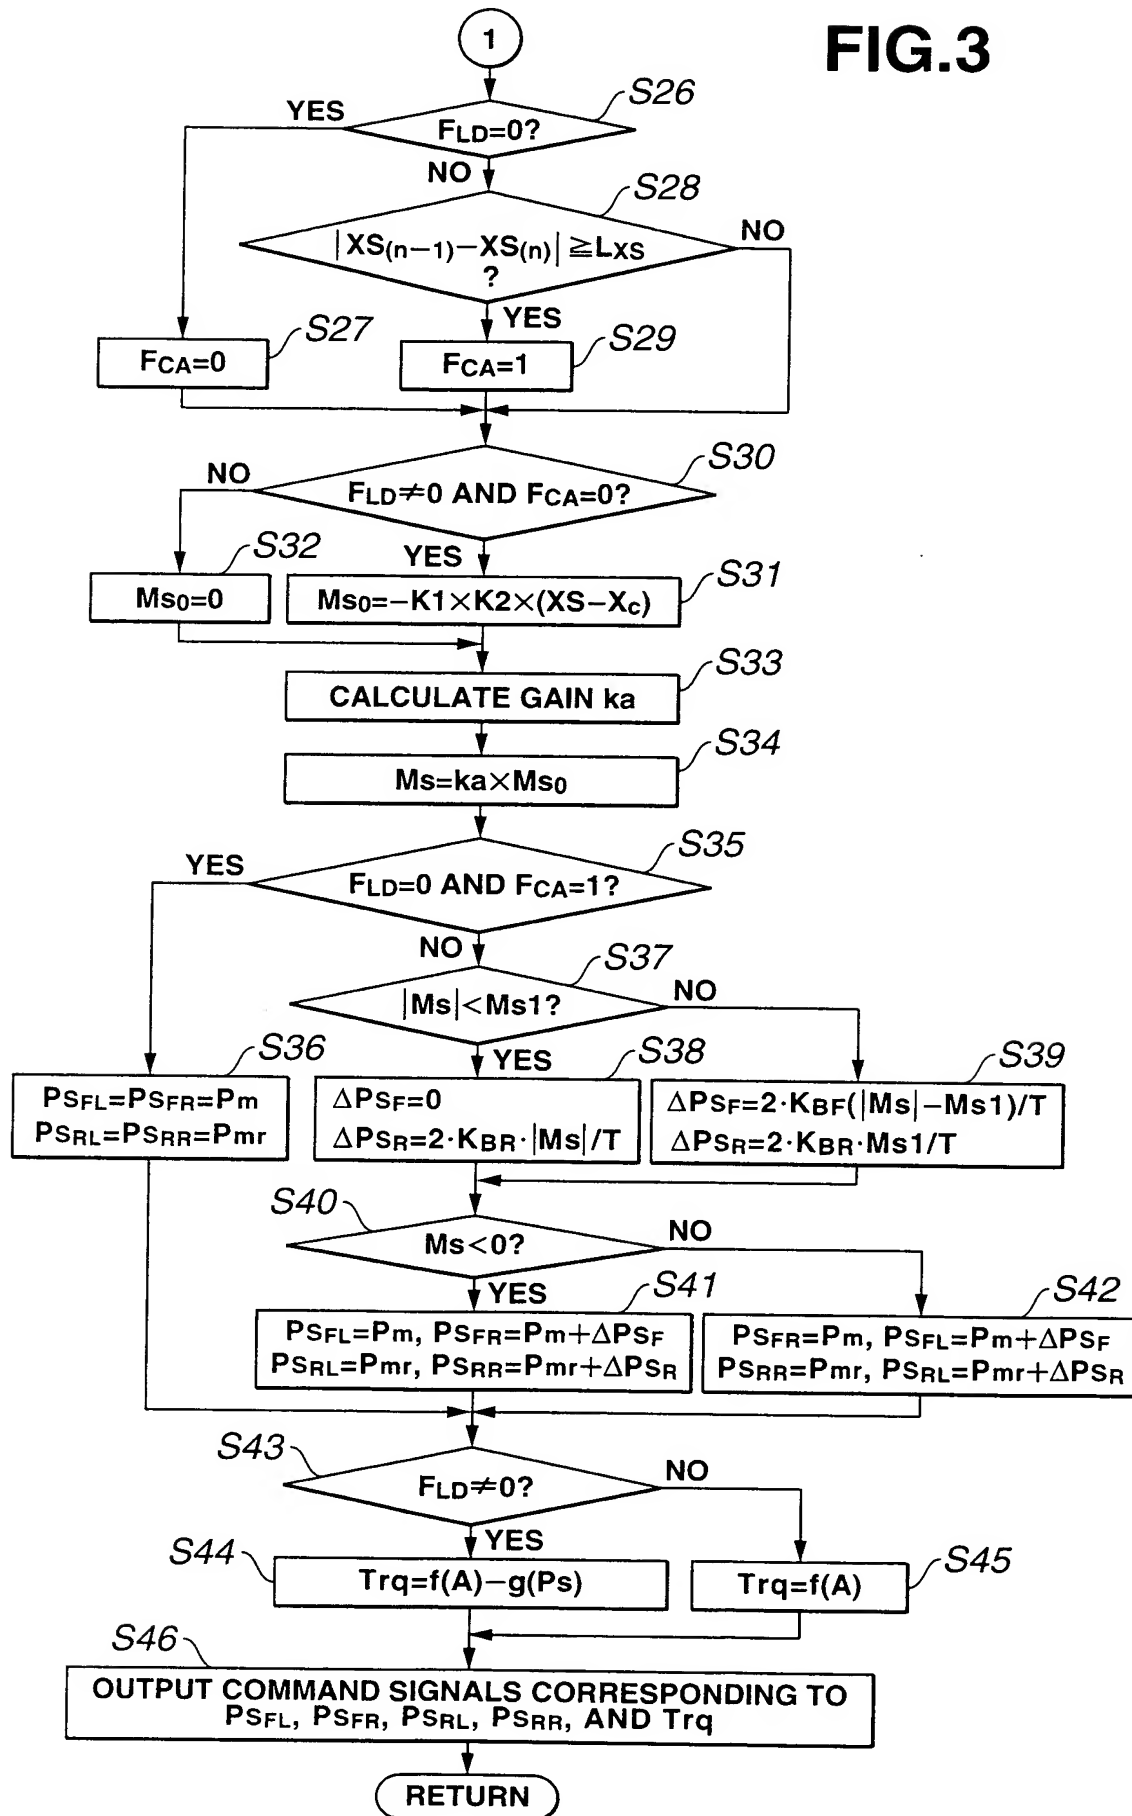 FIG.3
1
S26
YES
FLD=0?
NO
S28
|XS(n−1)−XS(n)| ≧LXS
?
NO
YES
S27
FCA=0
S29
FCA=1
S30
NO
FLD≠0 AND FCA=0?
YES
S32
Ms0=0
S31
Ms0=−K1×K2×(XS−Xc)
S33
CALCULATE GAIN ka
S34
Ms=ka×Ms0
S35
YES
FLD=0 AND FCA=1?
NO
S37
|Ms|<Ms1?
NO
YES
S36
PSFL=PSFR=Pm
PSRL=PSRR=Pmr
S38
ΔPSF=0
ΔPSR=2·KBR·|Ms|/T
S39
ΔPSF=2·KBF(|Ms|−Ms1)/T
ΔPSR=2·KBR·Ms1/T
S40
Ms<0?
NO
YES
S41
PSFL=Pm, PSFR=Pm+ΔPSF
PSRL=Pmr, PSRR=Pmr+ΔPSR
S42
PSFR=Pm, PSFL=Pm+ΔPSF
PSRR=Pmr, PSRL=Pmr+ΔPSR
S43
FLD≠0?
NO
YES
S44
Trq=f(A)−g(Ps)
S45
Trq=f(A)
S46
OUTPUT COMMAND SIGNALS CORRESPONDING TO
PSFL, PSFR, PSRL, PSRR, AND Trq
RETURN